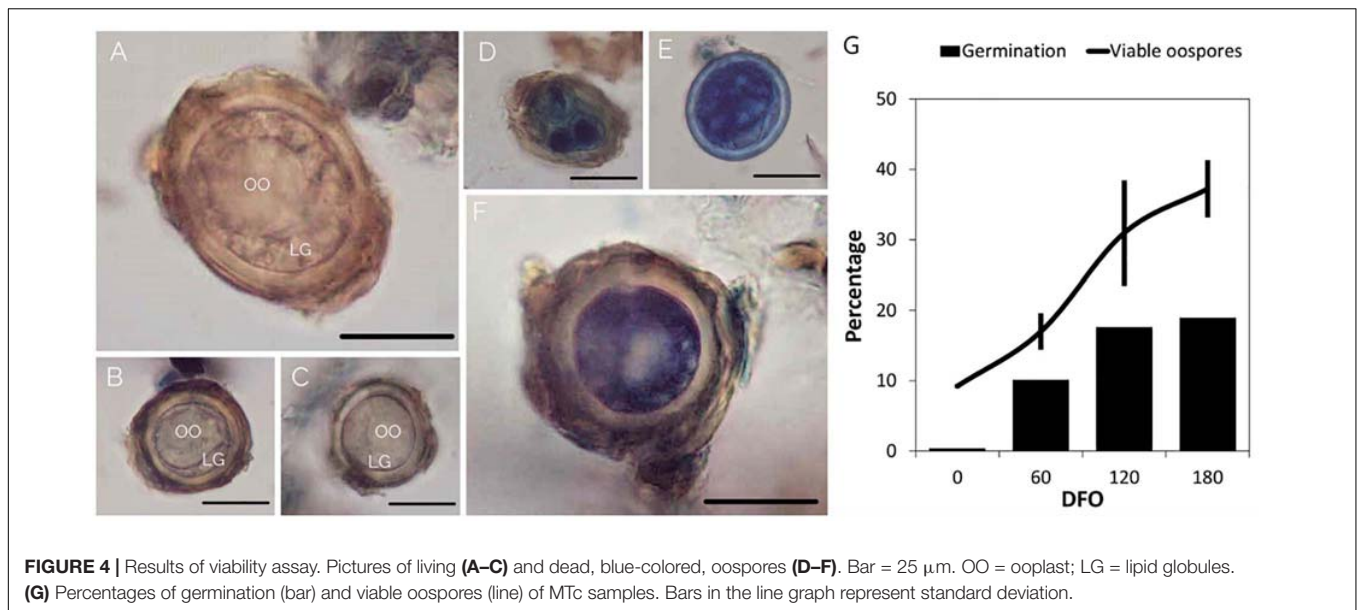 A
OO
LG
B
OO
LG
C
OO
LG
D
E
F
G
Germination Viable oospores
50
40
30
20
10
0
Percentage
0 60 120 180
DFO
FIGURE 4 | Results of viability assay. Pictures of living (A–C) and dead, blue-colored, oospores (D–F). Bar = 25 μm. OO = ooplast; LG = lipid globules.
(G) Percentages of germination (bar) and viable oospores (line) of MTc samples. Bars in the line graph represent standard deviation.